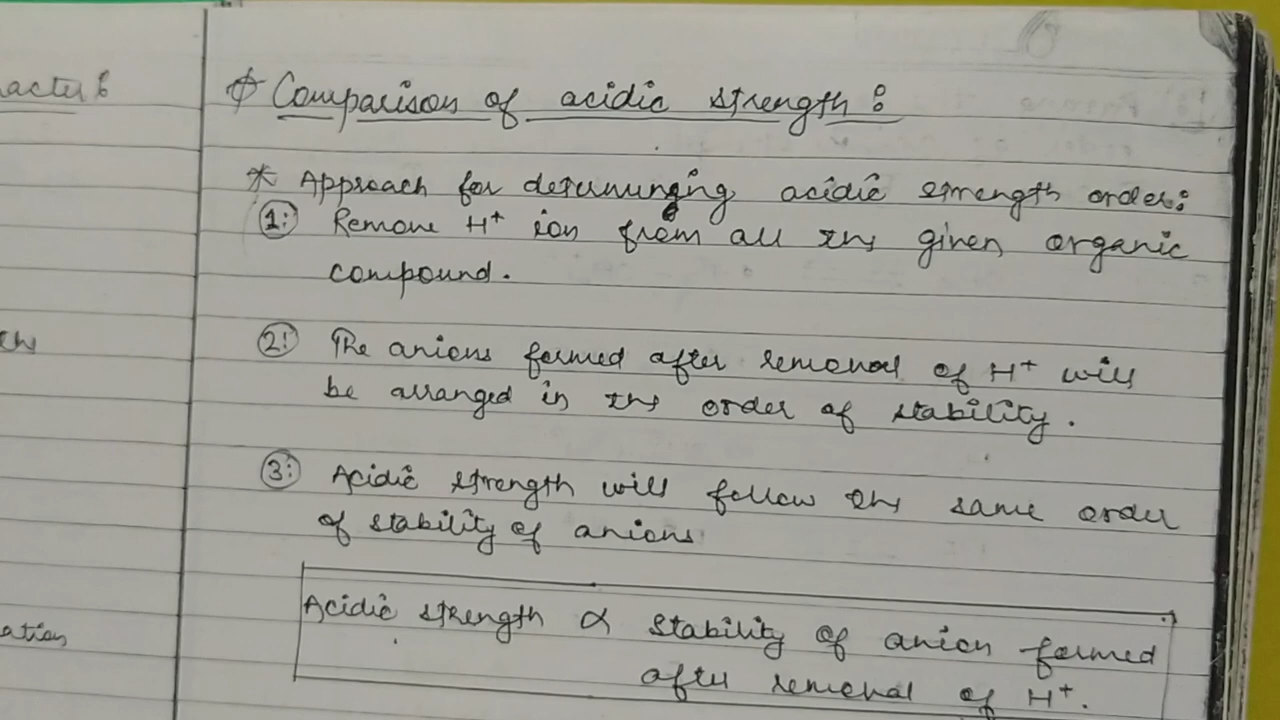 Comparison of acidic strength :
* Approach for determining acidic strength order:
1: Remove H⁺ ion from all the given organic
compound.
2: The anions formed after removal of H⁺ will
be arranged in the order of stability.
3: Acidic strength will follow the same order
of stability of anions
Acidic strength ∝ stability of anion formed
after removal of H⁺.